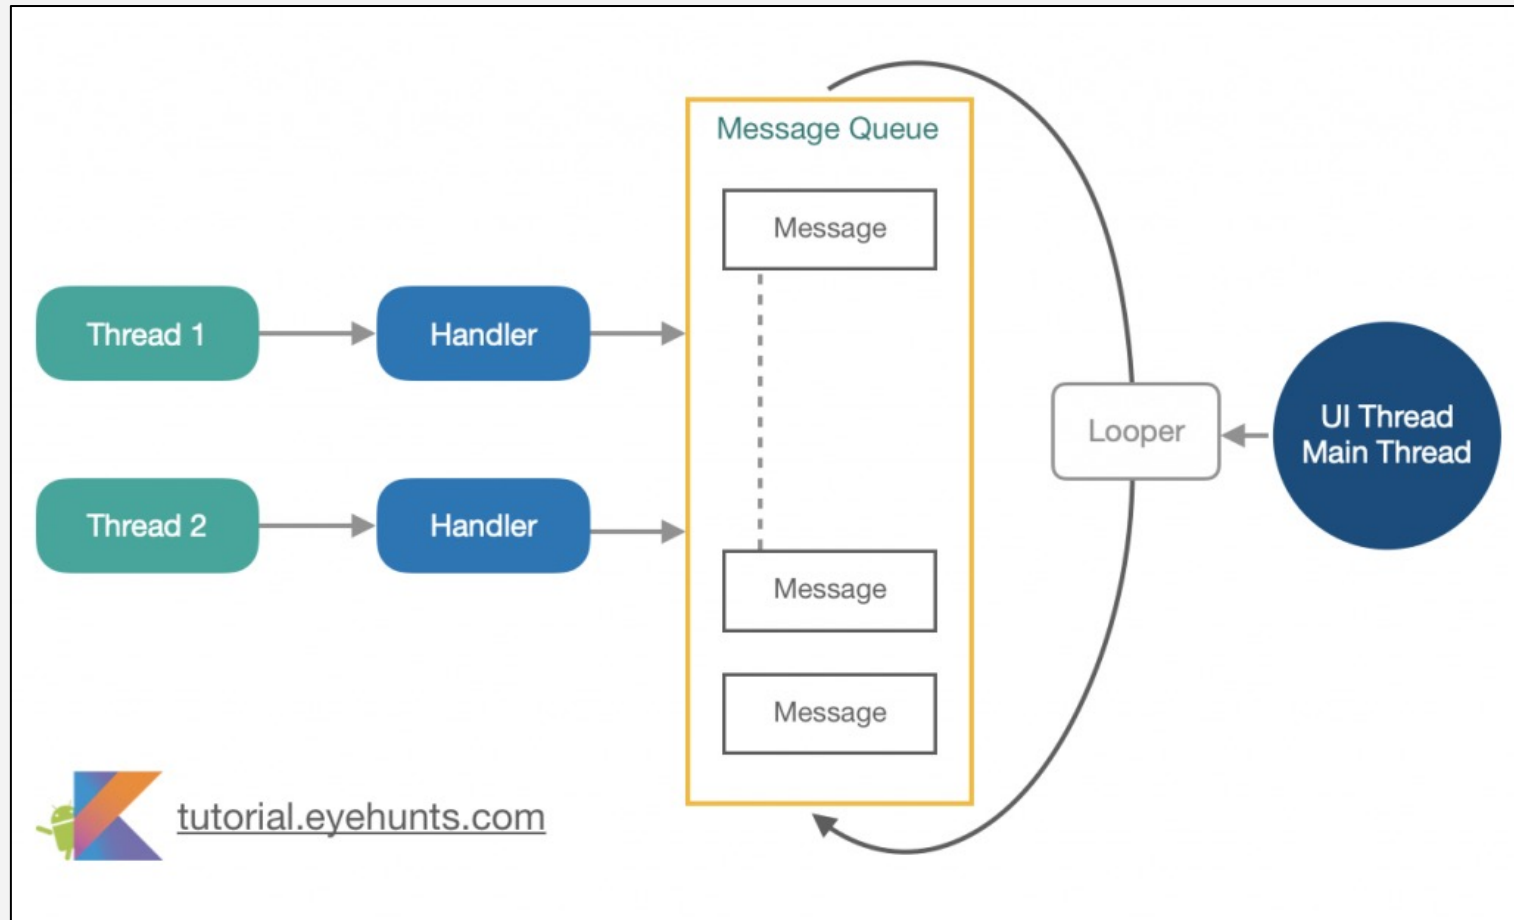 Message Queue
Message
Thread 1
Handler
Looper
UI Thread
Main Thread
Thread 2
Handler
Message
Message
tutorial.eyehunts.com